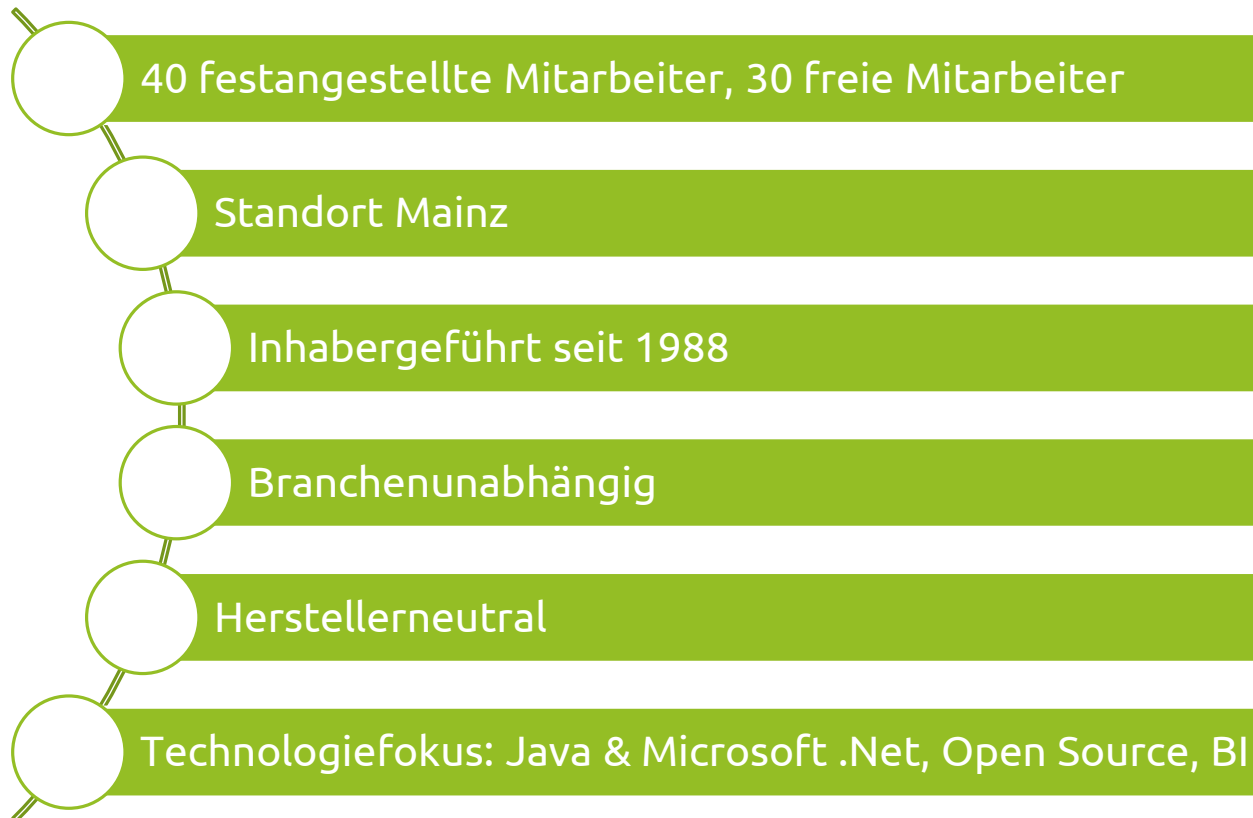 40 festangestellte Mitarbeiter, 30 freie Mitarbeiter
Standort Mainz
Inhabergeführt seit 1988
Branchenunabhängig
Herstellerneutral
Technologiefokus: Java & Microsoft .Net, Open Source, BI